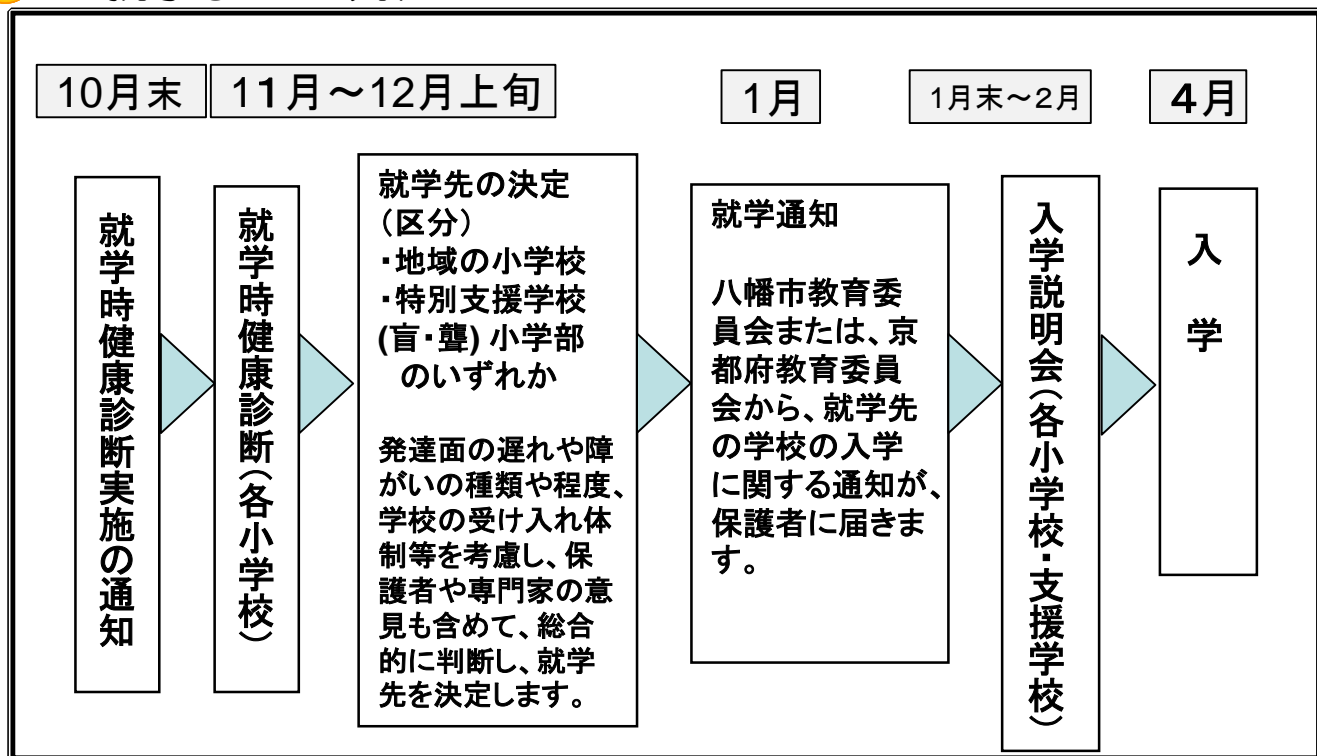 10月末
11月～12月上旬
1月
1月末～2月
４月
就学時健康診断実施の通知
就学時健康診断（各小学校）
就学先の決定
（区分）
・地域の小学校
・特別支援学校
(盲・聾) 小学部
のいずれか
発達面の遅れや障
がいの種類や程度、
学校の受け入れ体
制等を考慮し、保
護者や専門家の意
見も含めて、総合
的に判断し、就学
先を決定します。
就学通知
八幡市教育委
員会または、京
都府教育委員
会から、就学先
の学校の入学
に関する通知が、
保護者に届きま
す。
入学説明会（各小学校・支援学校）
入学